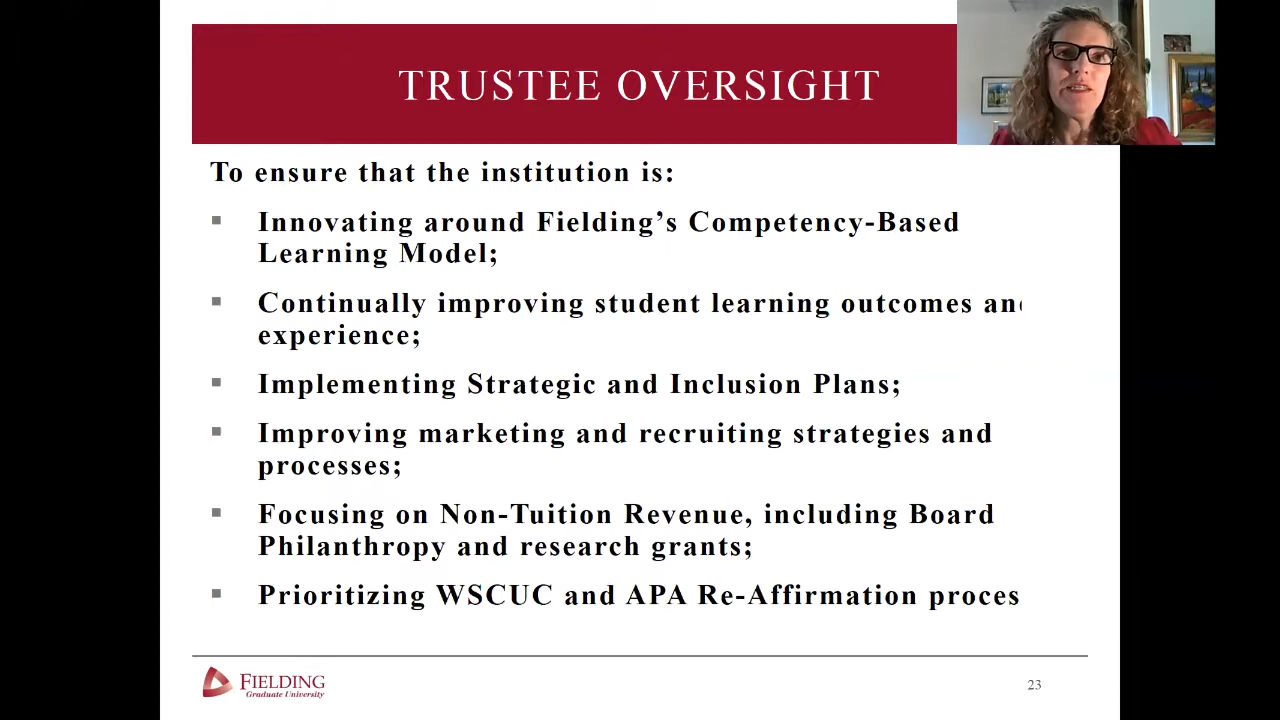 TRUSTEE OVERSIGHT
To ensure that the institution is:
Innovating around Fielding’s Competency-Based
Learning Model;
Continually improving student learning outcomes an
experience;
Implementing Strategic and Inclusion Plans;
Improving marketing and recruiting strategies and
processes;
Focusing on Non-Tuition Revenue, including Board
Philanthropy and research grants;
Prioritizing WSCUC and APA Re-Affirmation proces
FIELDING
Graduate University
23